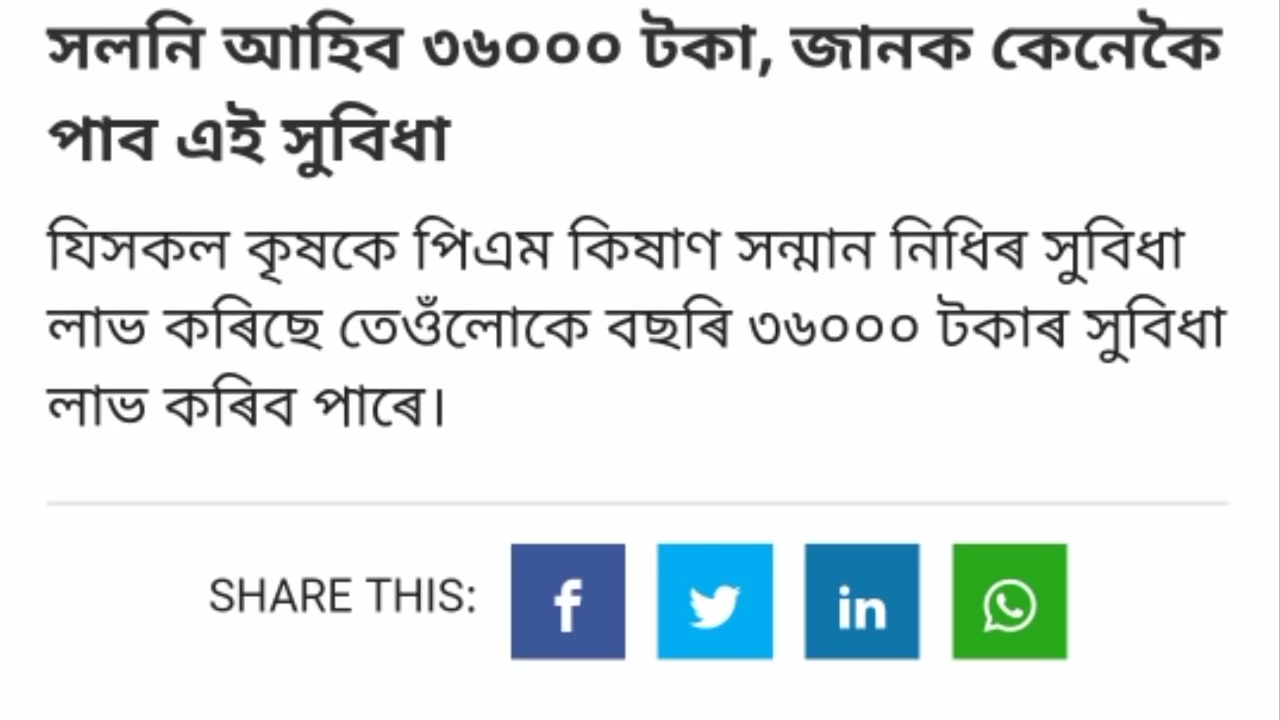 সলনি আহিব ৩৬০০০ টকা, জানক কেনেকৈ
পাব এই সুবিধা
যিসকল কৃষকে পিএম কিষাণ সন্মান নিধিৰ সুবিধা
লাভ কৰিছে তেওঁলোকে বছৰি ৩৬০০০ টকাৰ সুবিধা
লাভ কৰিব পাৰে।
SHARE THIS: